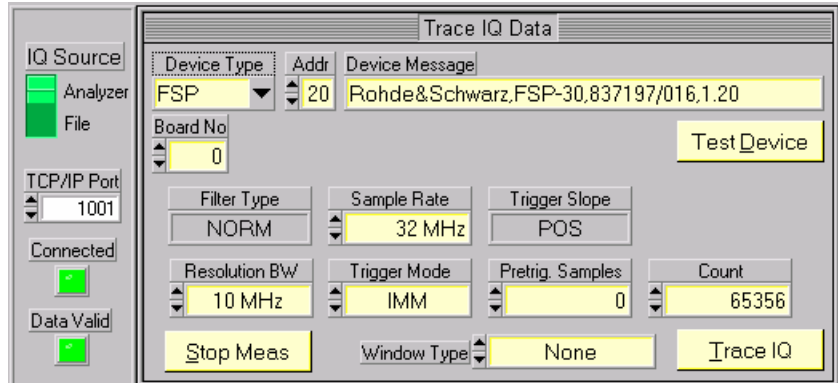 Trace IQ Data
IQ Source
Analyzer
File
TCP/IP Port
1001
Connected
Data Valid
Device Type Addr Device Message
FSP 20 Rohde&Schwarz,FSP-30,837197/016,1.20
Board No
0
Test Device
Filter Type Sample Rate Trigger Slope
NORM 32 MHz POS
Resolution BW Trigger Mode Pretrig. Samples Count
10 MHz IMM 0 65356
Stop Meas Window Type None Trace IQ